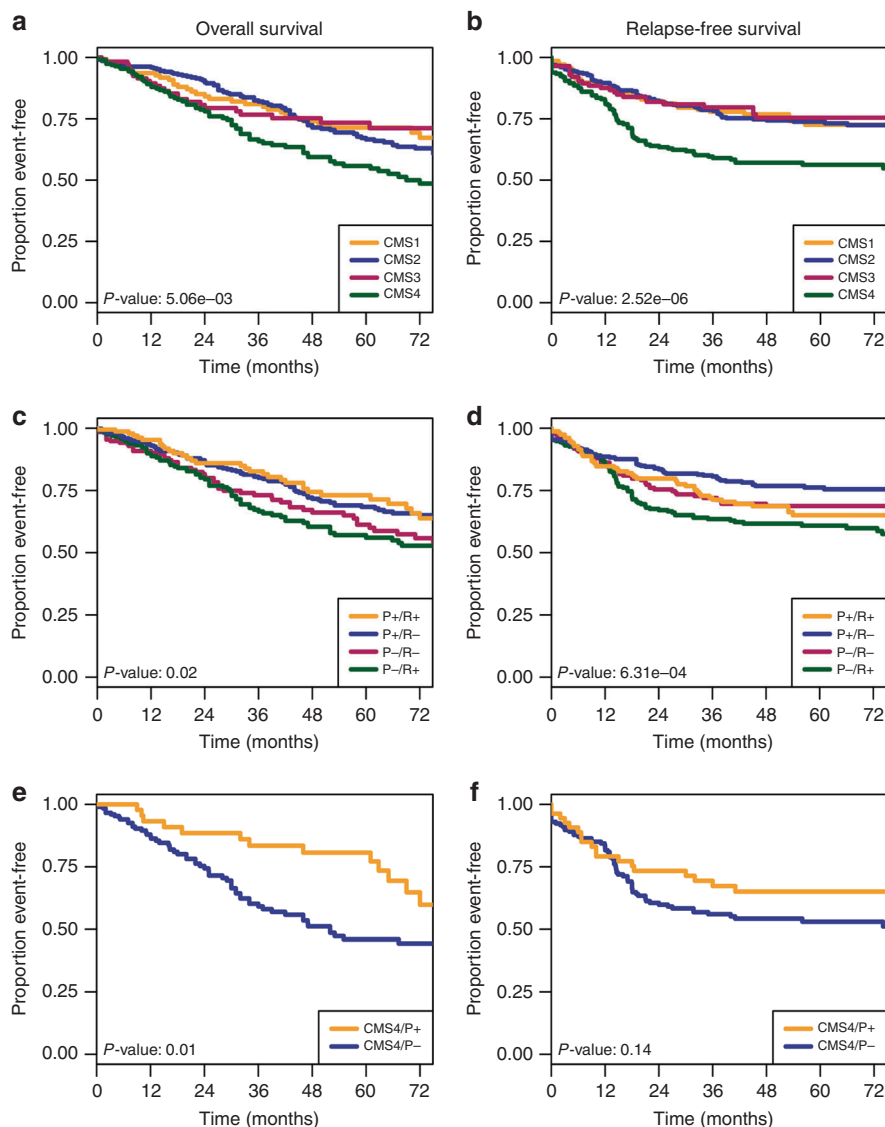 a
Overall survival
Proportion event-free
1.00
0.75
0.50
0.25
0.00
CMS1
CMS2
CMS3
CMS4
P-value: 5.06e–03
0 12 24 36 48 60 72
Time (months)
b
Relapse-free survival
Proportion event-free
1.00
0.75
0.50
0.25
0.00
CMS1
CMS2
CMS3
CMS4
P-value: 2.52e–06
0 12 24 36 48 60 72
Time (months)
c
Proportion event-free
1.00
0.75
0.50
0.25
0.00
P+/R+
P+/R–
P–/R–
P–/R+
P-value: 0.02
0 12 24 36 48 60 72
Time (months)
d
Proportion event-free
1.00
0.75
0.50
0.25
0.00
P+/R+
P+/R–
P–/R–
P–/R+
P-value: 6.31e–04
0 12 24 36 48 60 72
Time (months)
e
Proportion event-free
1.00
0.75
0.50
0.25
0.00
CMS4/P+
CMS4/P–
P-value: 0.01
0 12 24 36 48 60 72
Time (months)
f
Proportion event-free
1.00
0.75
0.50
0.25
0.00
CMS4/P+
CMS4/P–
P-value: 0.14
0 12 24 36 48 60 72
Time (months)